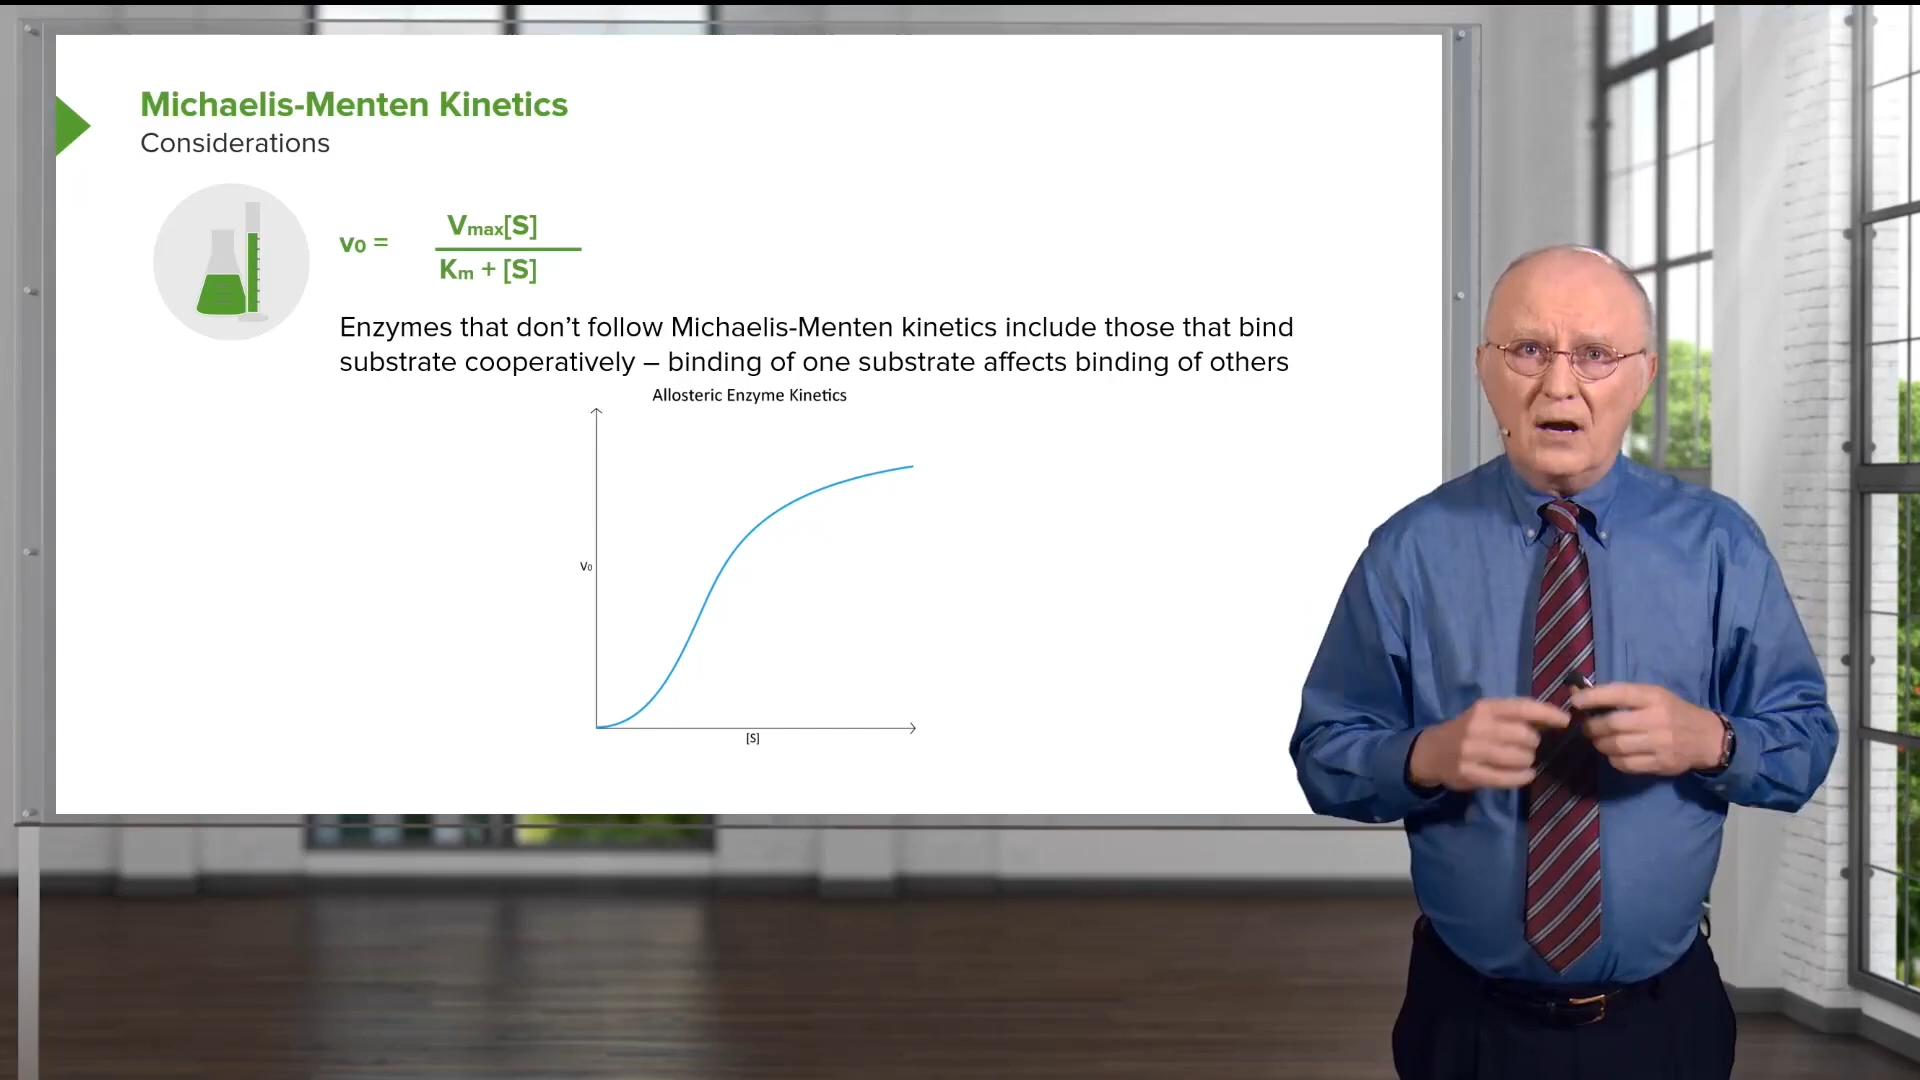 Michaelis-Menten Kinetics
Considerations
v₀ =
Vmax[S]
Km + [S]
Enzymes that don’t follow Michaelis-Menten kinetics include those that bind
substrate cooperatively – binding of one substrate affects binding of others
Allosteric Enzyme Kinetics
V₀
[S]